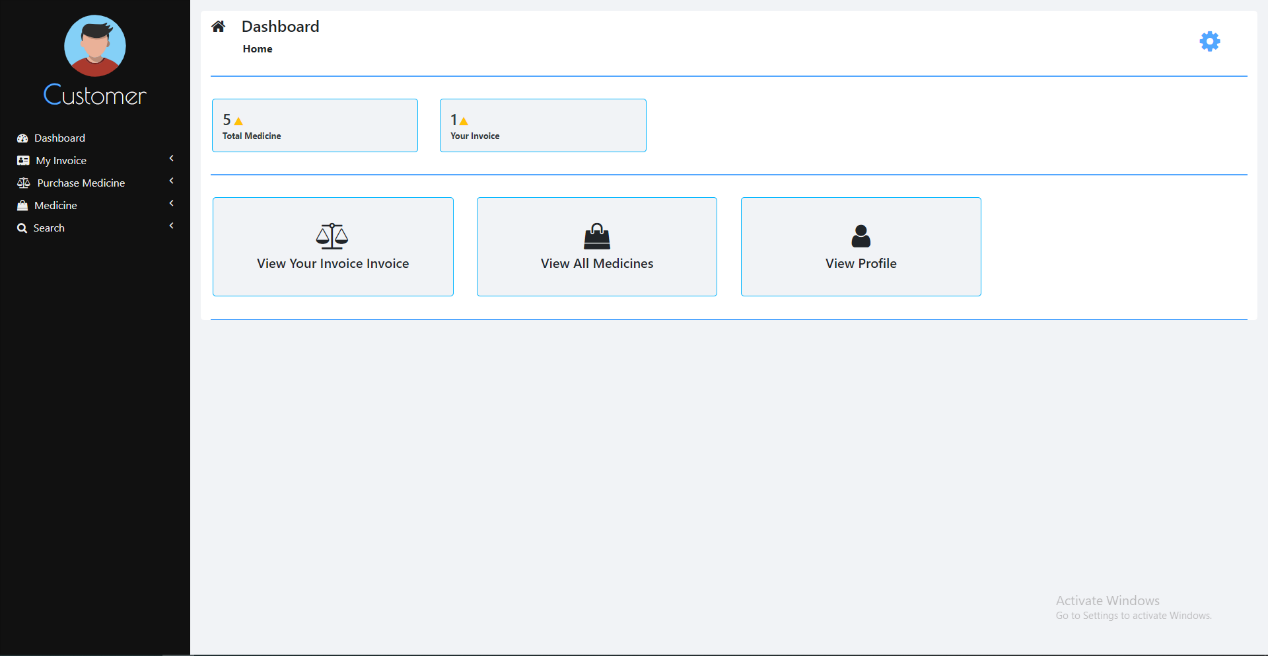 Customer
Dashboard
My Invoice
Purchase Medicine
Medicine
Search
Dashboard
Home
5
Total Medicine
1
Your Invoice
View Your Invoice Invoice
View All Medicines
View Profile
Activate Windows
Go to Settings to activate Windows.